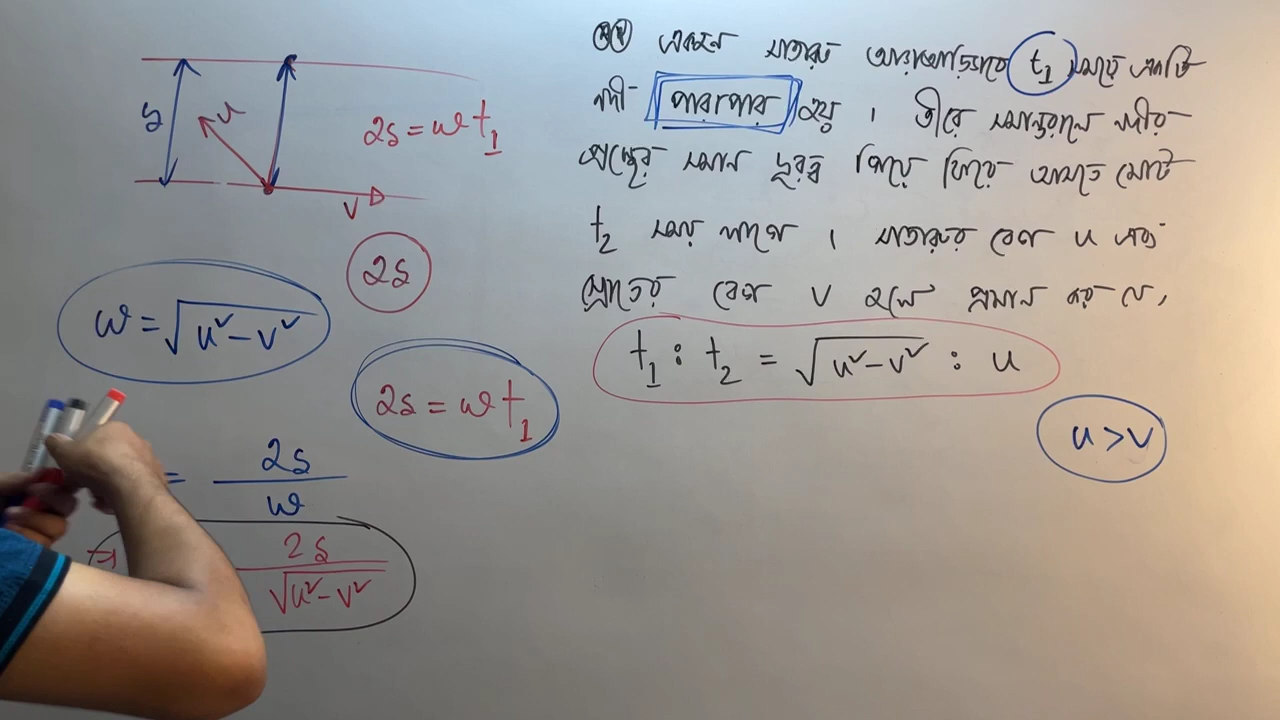 একজন সাতারু আড়াআড়িভাবে t₁ সময়ে একটি
নদী পারাপার হয় । তীরে সমান্তরালে নদীর
প্রস্থের সমান দূরত্ব গিয়ে ফিরে আসতে মোট
t₂ সময় লাগে । সাতারুর বেগ u এবং
স্রোতের বেগ v হলে প্রমান কর যে,
t₁ : t₂ = √(u²-v²) : u
u>v
s
u
v
2s = wt₁
2s
w = √(u²-v²)
2s = wt₁
= 2s/w
2s/√(u²-v²)